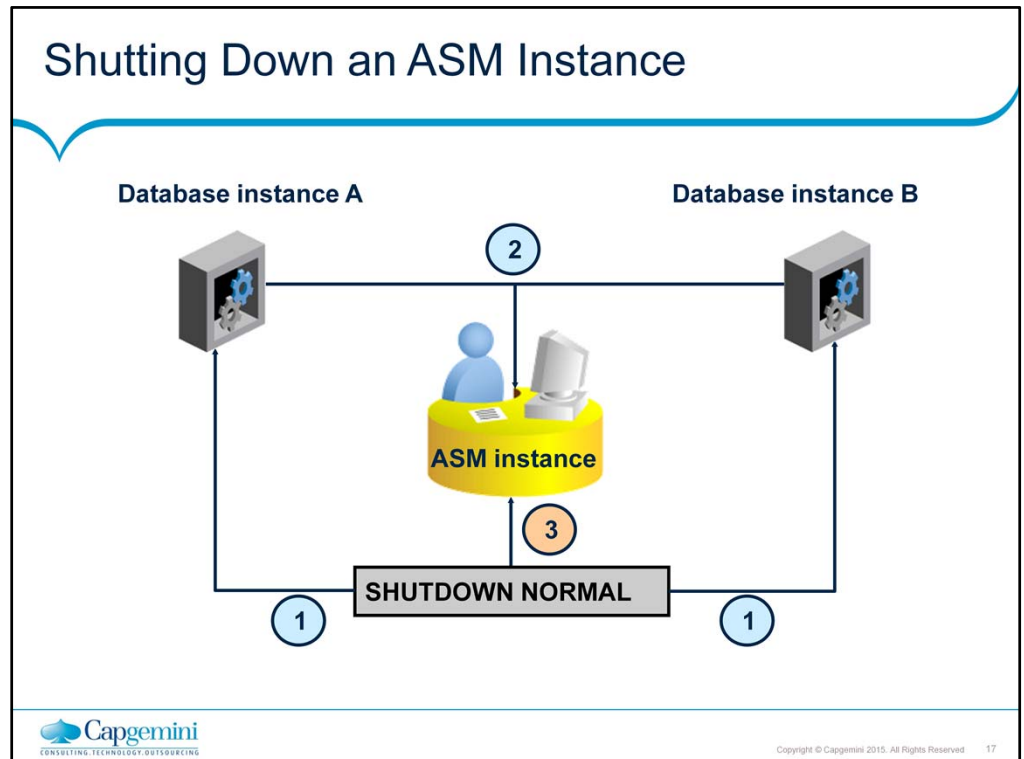 Shutting Down an ASM Instance
Database instance A
Database instance B
2
ASM instance
3
SHUTDOWN NORMAL
1
1
Capgemini
CONSULTING.TECHNOLOGY.OUTSOURCING
Copyright © Capgemini 2015. All Rights Reserved 17